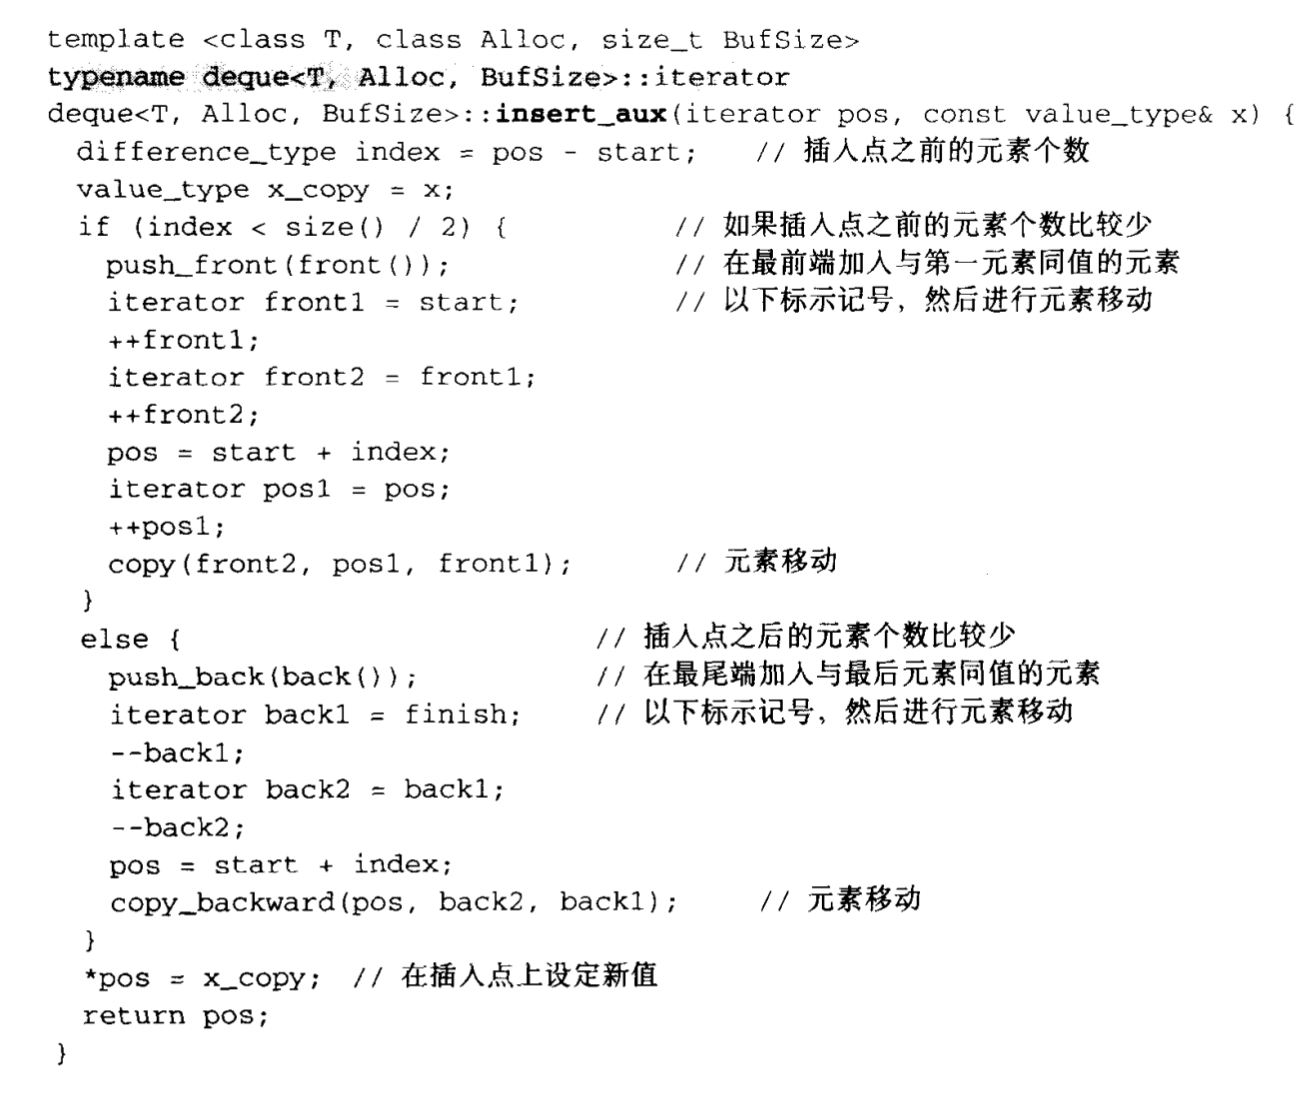 template <class T, class Alloc, size_t BufSize>
typename deque<T, Alloc, BufSize>::iterator
deque<T, Alloc, BufSize>::insert_aux(iterator pos, const value_type& x) {
  difference_type index = pos - start;   // 插入点之前的元素个数
  value_type x_copy = x;
  if (index < size() / 2) {           // 如果插入点之前的元素个数比较少
    push_front(front());              // 在最前端加入与第一元素同值的元素
    iterator front1 = start;          // 以下标示记号，然后进行元素移动
    ++front1;
    iterator front2 = front1;
    ++front2;
    pos = start + index;
    iterator pos1 = pos;
    ++pos1;
    copy(front2, pos1, front1);       // 元素移动
  }
  else {                           // 插入点之后的元素个数比较少
    push_back(back());             // 在最尾端加入与最后元素同值的元素
    iterator back1 = finish;     // 以下标示记号，然后进行元素移动
    --back1;
    iterator back2 = back1;
    --back2;
    pos = start + index;
    copy_backward(pos, back2, back1);     // 元素移动
  }
  *pos = x_copy;  // 在插入点上设定新值
  return pos;
}